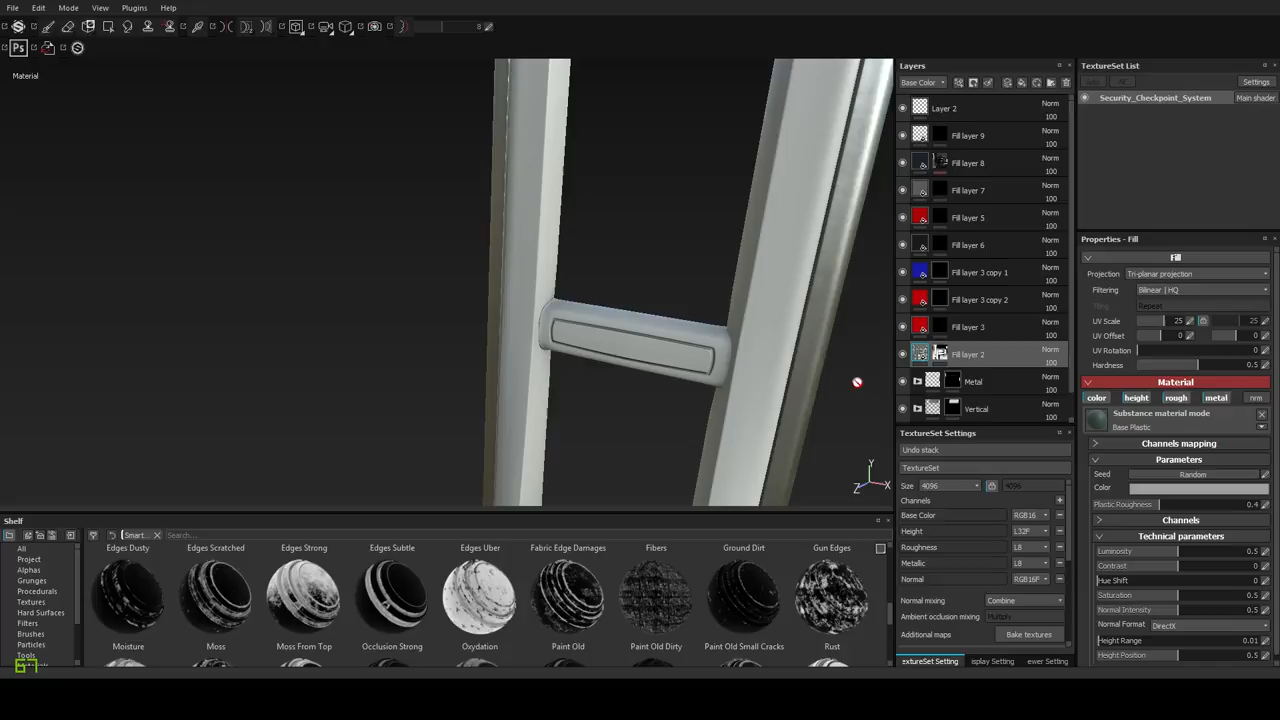 File Edit Mode View Plugins Help
8
Ps
Material
Layers
Base Color
Layer 2 Norm 100
Fill layer 9 Norm 100
Fill layer 8 Norm 100
Fill layer 7 Norm 100
Fill layer 5 Norm 100
Fill layer 6 Norm 100
Fill layer 3 copy 1 Norm 100
Fill layer 3 copy 2 Norm 100
Fill layer 3 Norm 100
Fill layer 2 Norm 100
Metal Norm 100
Vertical Norm 100
Y
Z X
TextureSet Settings
Undo stack
TextureSet
Size 4096 4096
Channels
Base Color RGB16
Height L32F
Roughness L8
Metallic L8
Normal RGB16F
Normal mixing Combine
Ambient occlusion mixing Multiply
Additional maps Bake textures
extureSet Setting isplay Setting ewer Setting
TextureSet List
Settings
Security_Checkpoint_System Main shader
Properties - Fill
Fill
Projection Tri-planar projection
Filtering Bilinear | HQ
Repeat
UV Scale 25 25
UV Offset 0 0
UV Rotation 0
Hardness 0.5
Material
color height rough metal nrm
Substance material mode
Base Plastic
Channels mapping
Parameters
Seed Random
Color
Plastic Roughness 0.4
Channels
Technical parameters
Luminosity 0.5
Contrast 0
Hue Shift 0
Saturation 0.5
Normal Intensity 0.5
Normal Format DirectX
Height Range 0.01
Height Position 0.5
Shelf
Smart... Search...
All
Project
Alphas
Grunges
Procedurals
Textures
Hard Surfaces
Filters
Brushes
Particles
Tools
Edges Dusty Edges Scratched Edges Strong Edges Subtle Edges Uber Fabric Edge Damages Fibers Ground Dirt Gun Edges
Moisture Moss Moss From Top Occlusion Strong Oxydation Paint Old Paint Old Dirty Paint Old Small Cracks Rust